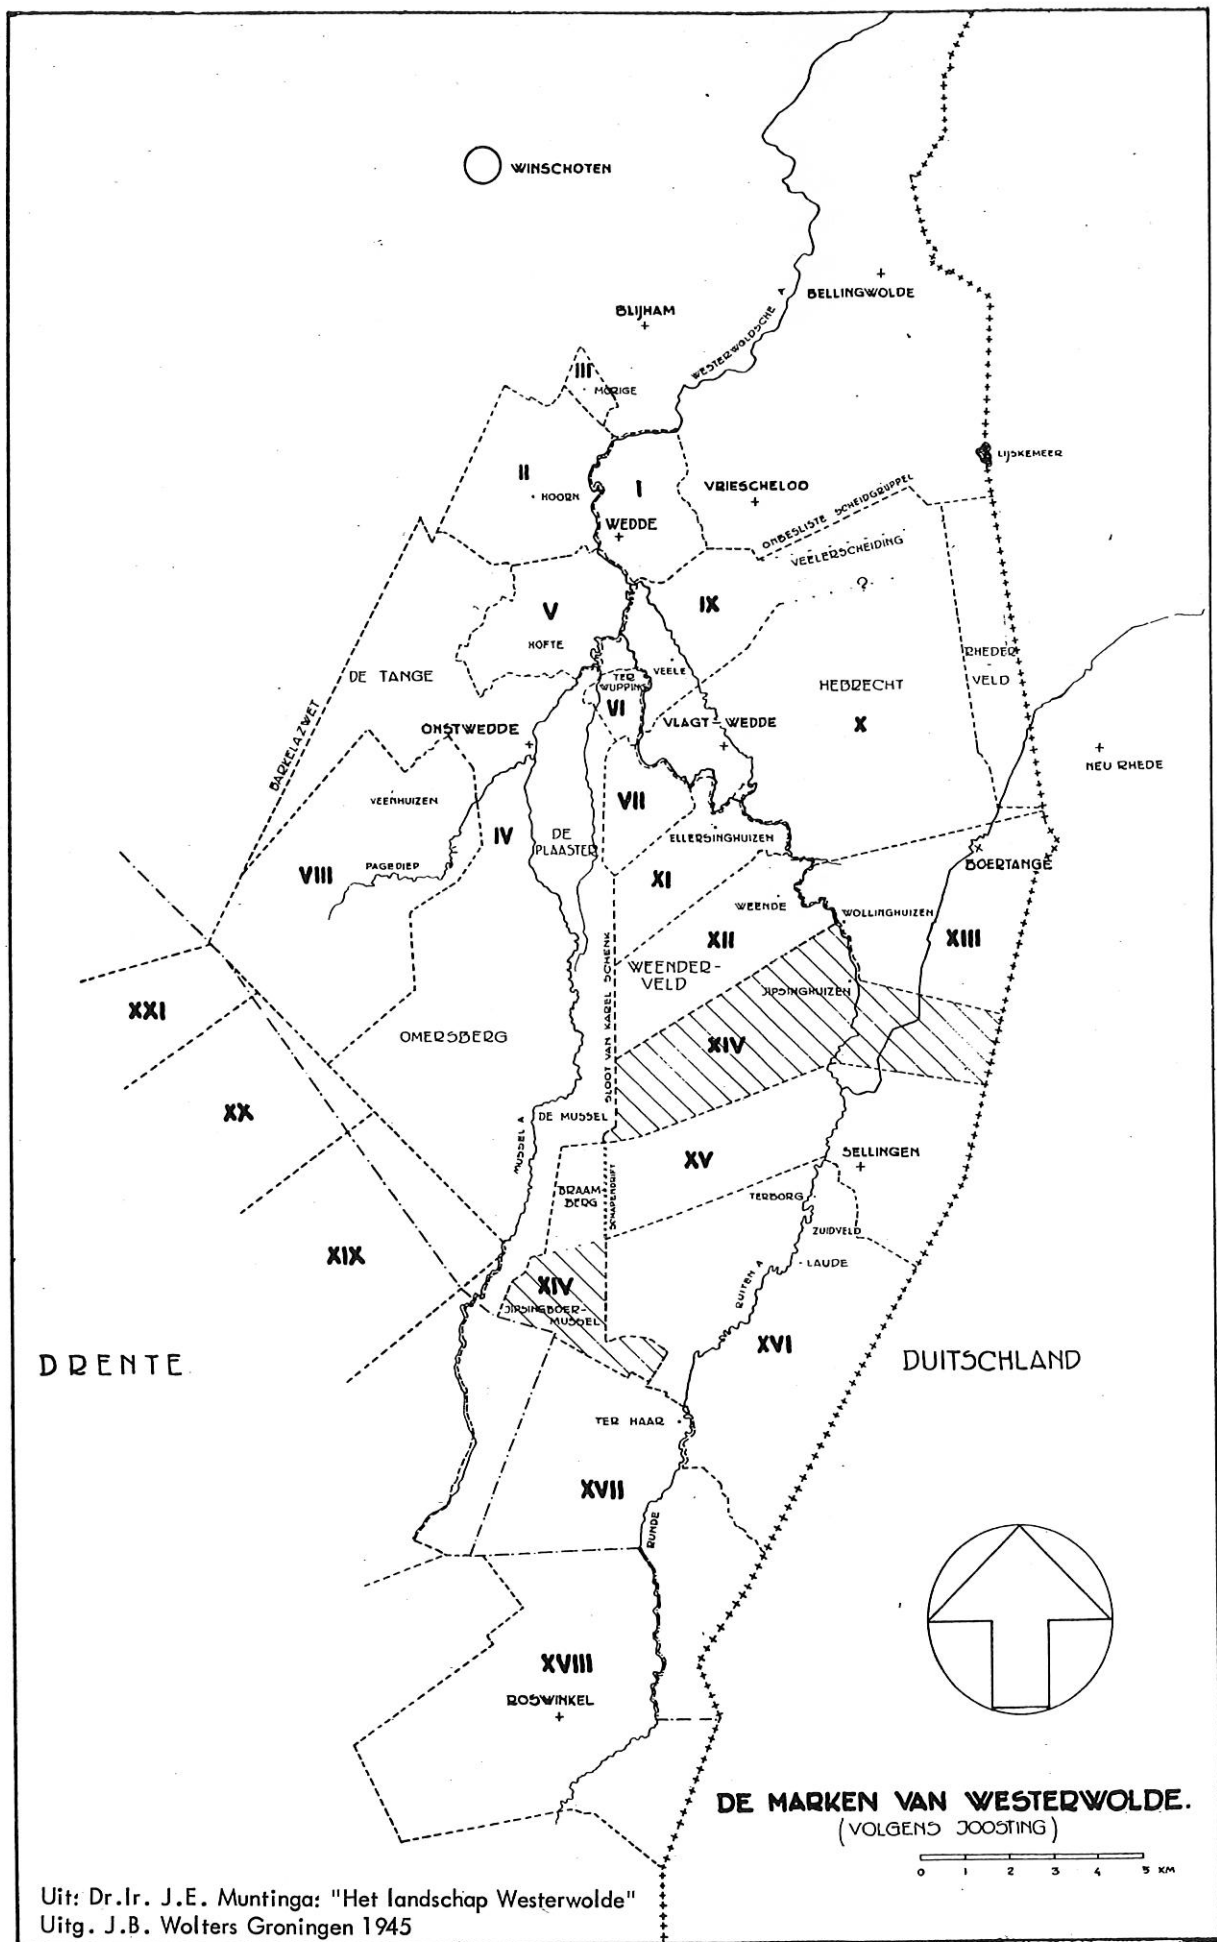 WINSCHOTEN
BELLINGWOLDE
BLIJHAM
WESTERWOLDSCHE A
III
MORIGE
II
HOORN
I
WEDDE
VRIESCHELOO
LIJSKEMEER
ONBESLISTE SCHEIDGRUPPEL
VEELERSCHEIDING
?
IX
V
HOFTE
VEELE
TER
WUPPING
VI
DE TANGE
HEBRECHT
X
RHEDER
VELD
BARKELAZWET
ONSTWEDDE
VLAGT-WEDDE
NEU RHEDE
VEENHUIZEN
VII
IV
DE
PLAASTER
ELLERSINGHUIZEN
BOERTANGE
PAGEDIEP
VIII
XI
WEENDE
WOLLINGHUIZEN
XII
XIII
WEENDER-
VELD
SLOOT VAN KAREL SCHENK
JIPSINGHUIZEN
XXI
OMERSBERG
XIV
XX
DE MUSSEL
MUSSEL A
XV
SELLINGEN
BRAAM
BERG
SCHAPENDRIFT
TERBORG
ZUIDVELD
XIX
LAUDE
XIV
JIPSINGBOER-
MUSSEL
RUITEN A
XVI
DRENTE
DUITSCHLAND
TER HAAR
XVII
RUNDE
XVIII
ROSWINKEL
DE MARKEN VAN WESTERWOLDE.
(VOLGENS JOOSTING)
0 1 2 3 4 5 KM
Uit: Dr.Ir. J.E. Muntinga: "Het landschap Westerwolde"
Uitg. J.B. Wolters Groningen 1945